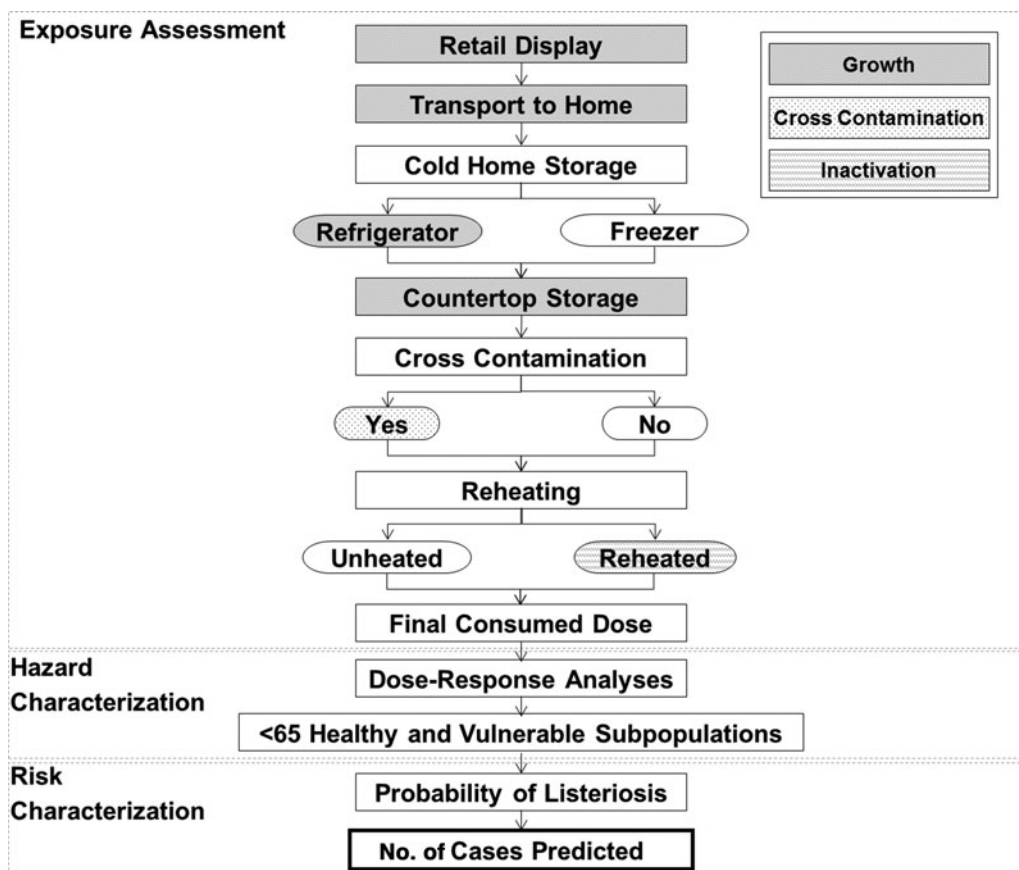 Exposure Assessment
Retail Display
Growth
Transport to Home
Cross Contamination
Cold Home Storage
Inactivation
Refrigerator
Freezer
Countertop Storage
Cross Contamination
Yes
No
Reheating
Unheated
Reheated
Final Consumed Dose
Hazard
Characterization
Dose-Response Analyses
<65 Healthy and Vulnerable Subpopulations
Risk
Characterization
Probability of Listeriosis
No. of Cases Predicted